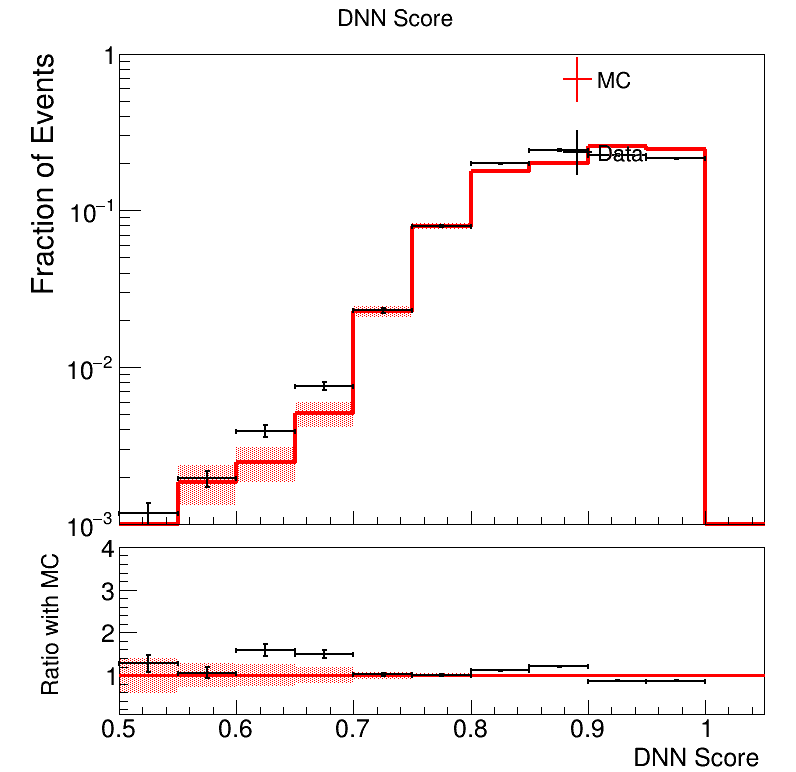 DNN Score
Fraction of Events
1
10⁻¹
10⁻²
10⁻³
MC
Data
Ratio with MC
4
3
2
1
0.5 0.6 0.7 0.8 0.9 1
DNN Score